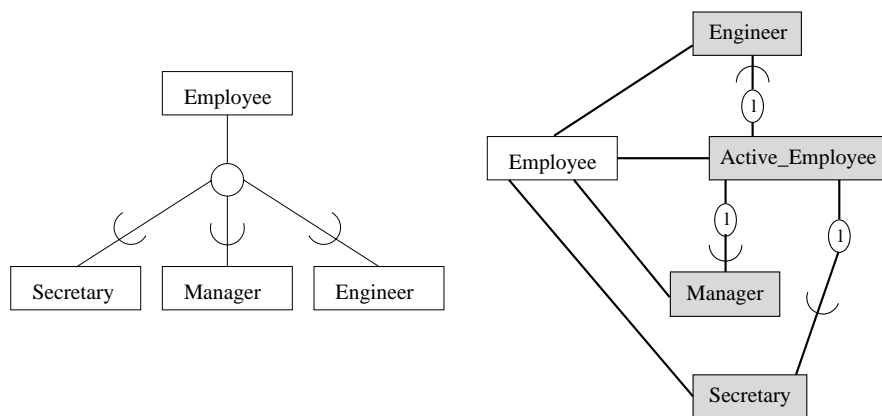 Employee
Secretary
Manager
Engineer
Engineer
1
Employee
Active_Employee
1
1
Manager
Secretary